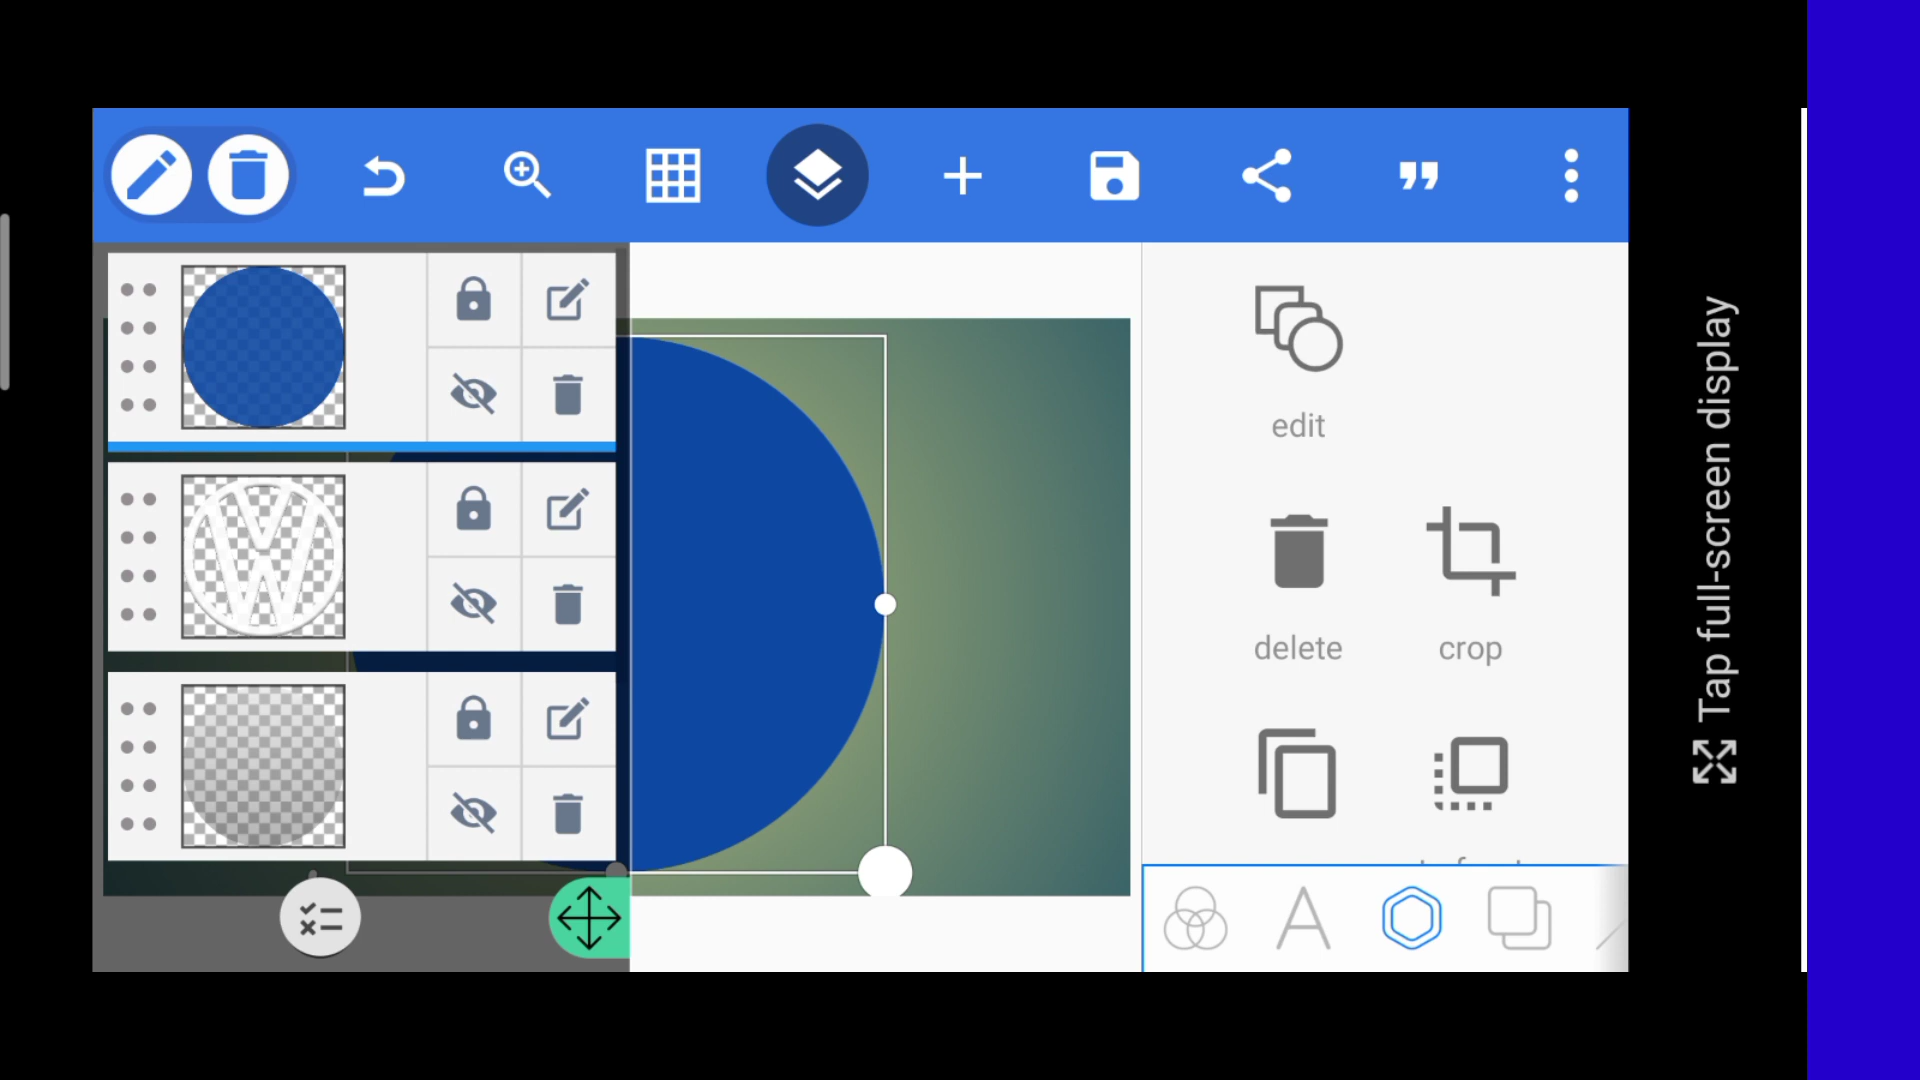 edit
delete
crop
Tap full-screen display